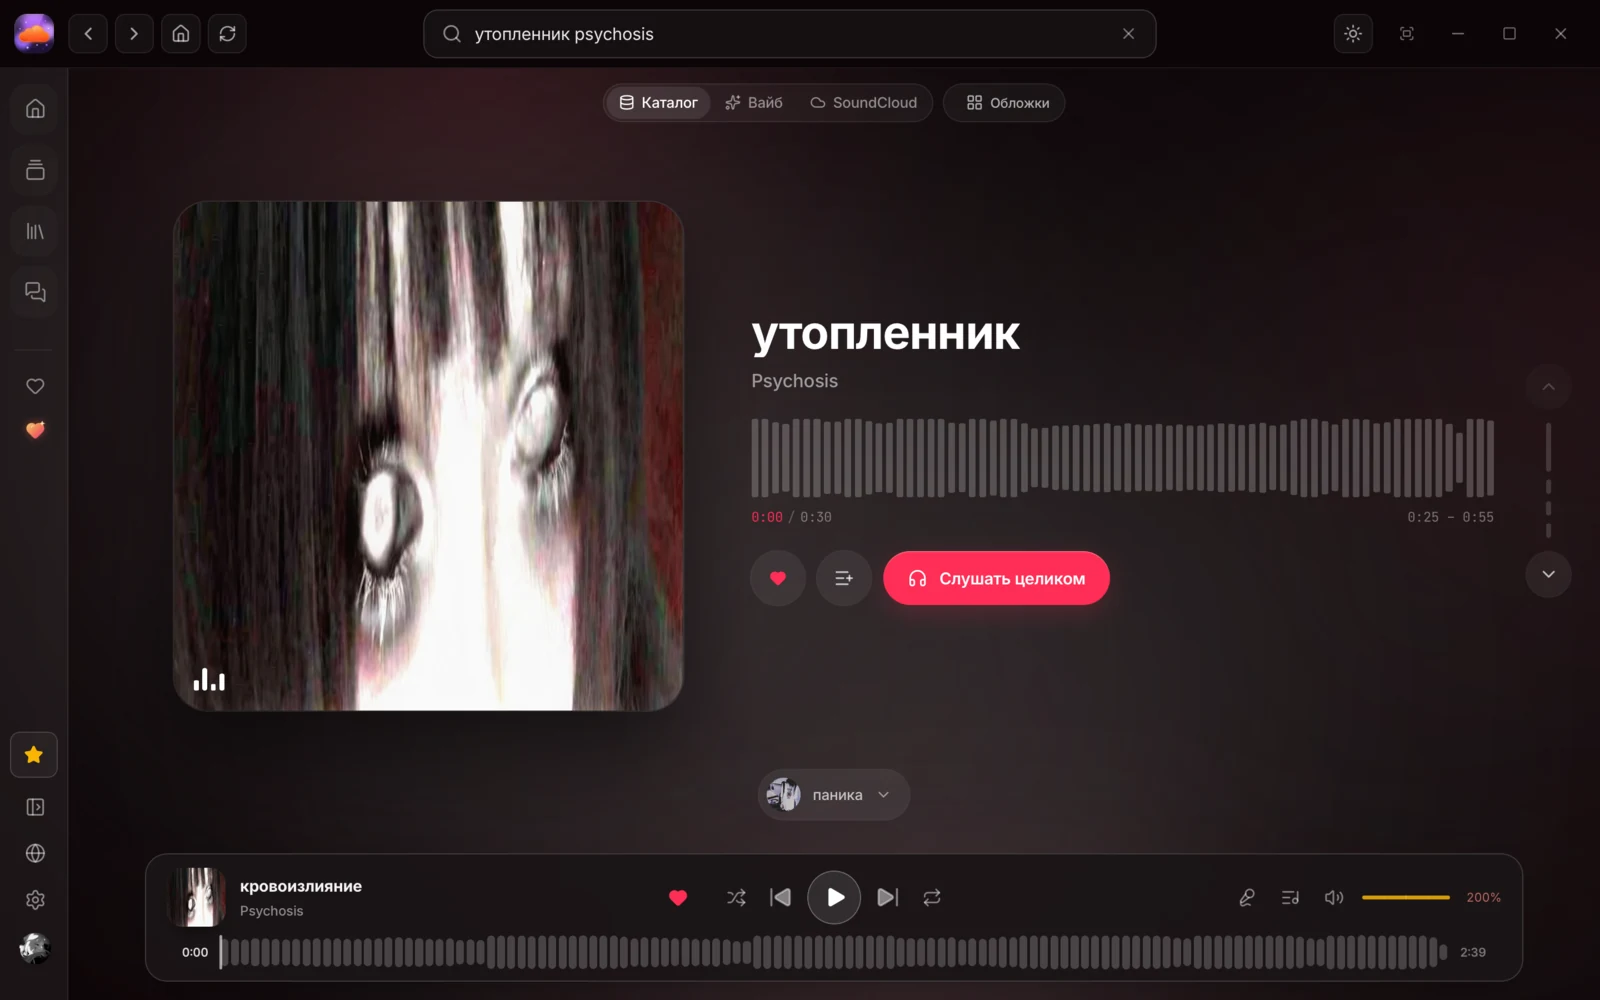 утопленник psychosis
Каталог
Вайб
SoundCloud
Обложки
утопленник
Psychosis
0:00 / 0:30
0:25 – 0:55
Слушать целиком
паника
кровоизлияние
Psychosis
200%
0:00
2:39